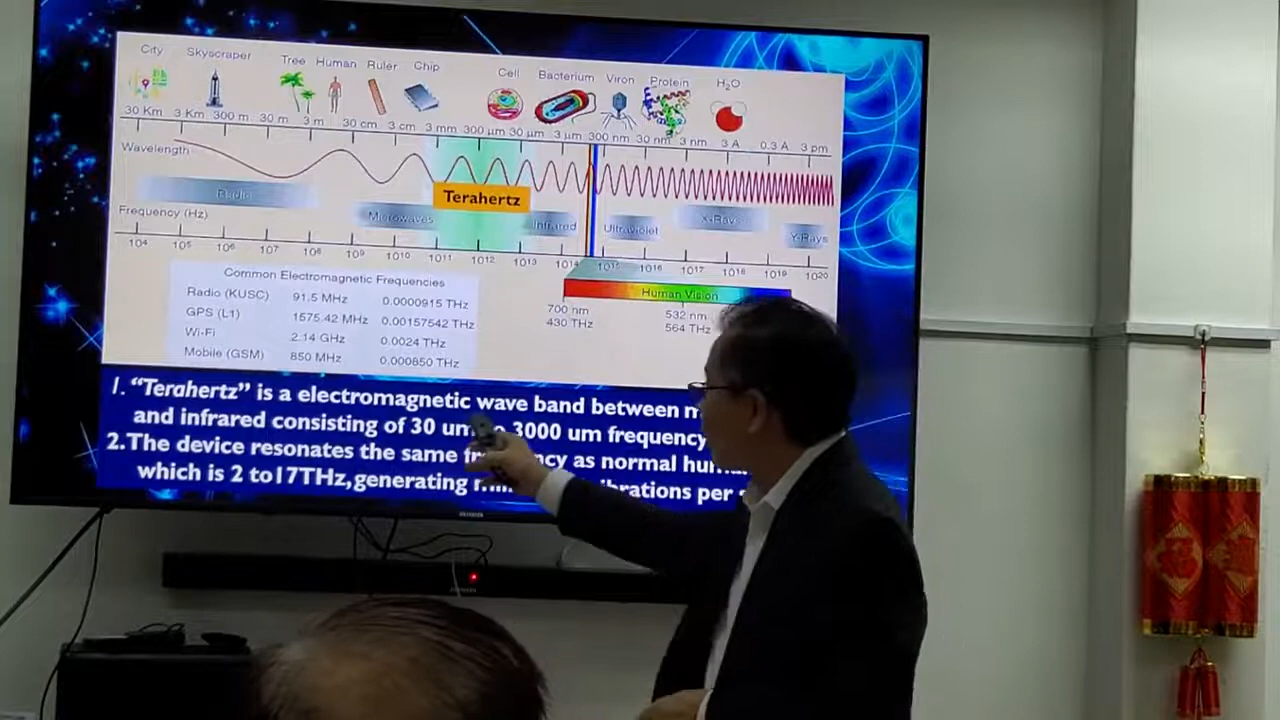 City Skyscraper Tree Human Ruler Chip Cell Bacterium Viron Protein H₂O
30 Km 3 Km 300 m 30 m 3 m 30 cm 3 cm 3 mm 300 µm 30 µm 3 µm 300 nm 30 nm 3 nm 3 A 0.3 A 3 pm
Wavelength
Radio Microwaves Terahertz Infrared Ultraviolet X-Rays Y-Rays
Frequency (Hz)
10⁴ 10⁵ 10⁶ 10⁷ 10⁸ 10⁹ 10¹⁰ 10¹¹ 10¹² 10¹³ 10¹⁴ 10¹⁵ 10¹⁶ 10¹⁷ 10¹⁸ 10¹⁹ 10²⁰
Human Vision
700 nm 532 nm
430 THz 564 THz
Common Electromagnetic Frequencies
Radio (KUSC) 91.5 MHz 0.0000915 THz
GPS (L1) 1575.42 MHz 0.00157542 THz
Wi-Fi 2.14 GHz 0.0024 THz
Mobile (GSM) 850 MHz 0.000850 THz
1. “Terahertz” is a electromagnetic wave band between
and infrared consisting of 30 um 3000 um frequency
2.The device resonates the same as normal
which is 2 to17THz,generating per